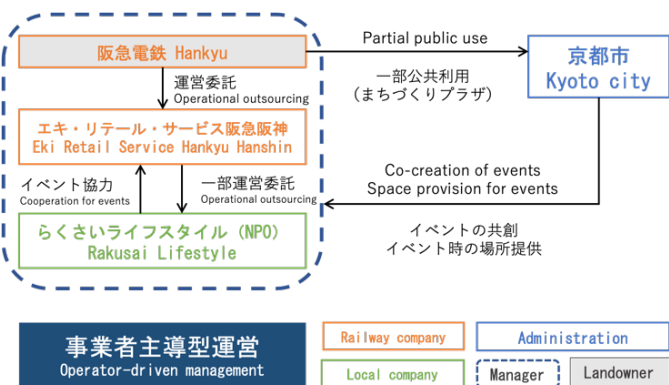 阪急電鉄 Hankyu
Partial public use
一部公共利用
(まちづくりプラザ)
京都市
Kyoto city
運営委託
Operational outsourcing
エキ・リテール・サービス阪急阪神
Eki Retail Service Hankyu Hanshin
イベント協力
Cooperation for events
一部運営委託
Operational outsourcing
Co-creation of events
Space provision for events
イベントの共創
イベント時の場所提供
らくさいライフスタイル (NPO)
Rakusai Lifestyle
事業者主導型運営
Operator-driven management
Railway company
Administration
Local company
Manager
Landowner